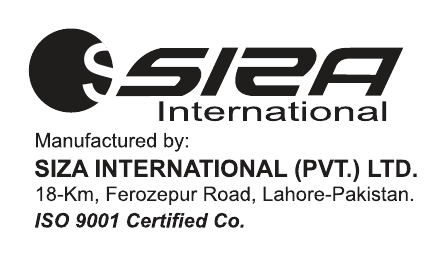 SIZA
International
Manufactured by:
SIZA INTERNATIONAL (PVT.) LTD.
18-Km, Ferozepur Road, Lahore-Pakistan.
ISO 9001 Certified Co.